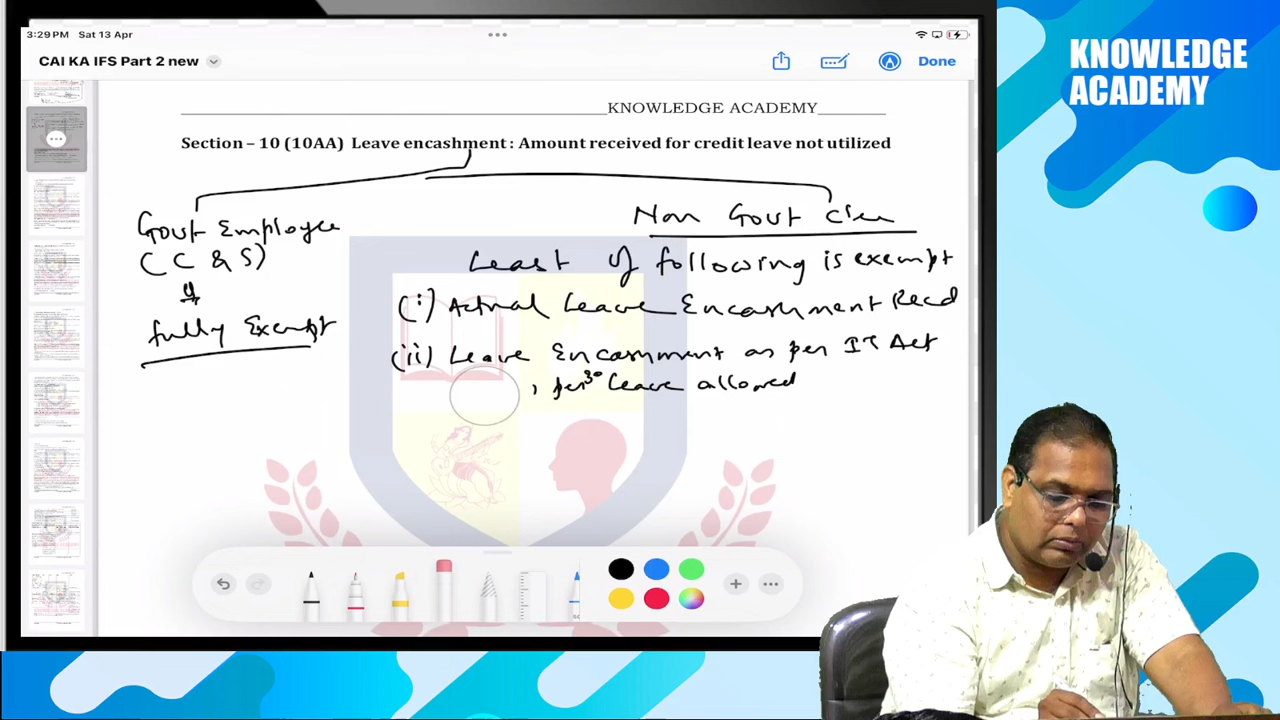 3:29 PM Sat 13 Apr
CAI KA IFS Part 2 new
Done
KNOWLEDGE ACADEMY
KNOWLEDGE ACADEMY
Section – 10 (10AA) Leave encashment : Amount received for credit leave not utilized
Govt Employee
(C & S)
fully Exempt
Non Govt
Least of following is exempt
(i) Actual Leave Encashment Recd
(ii) Leave Encashment as per IT Act
, per 30 leave allowed